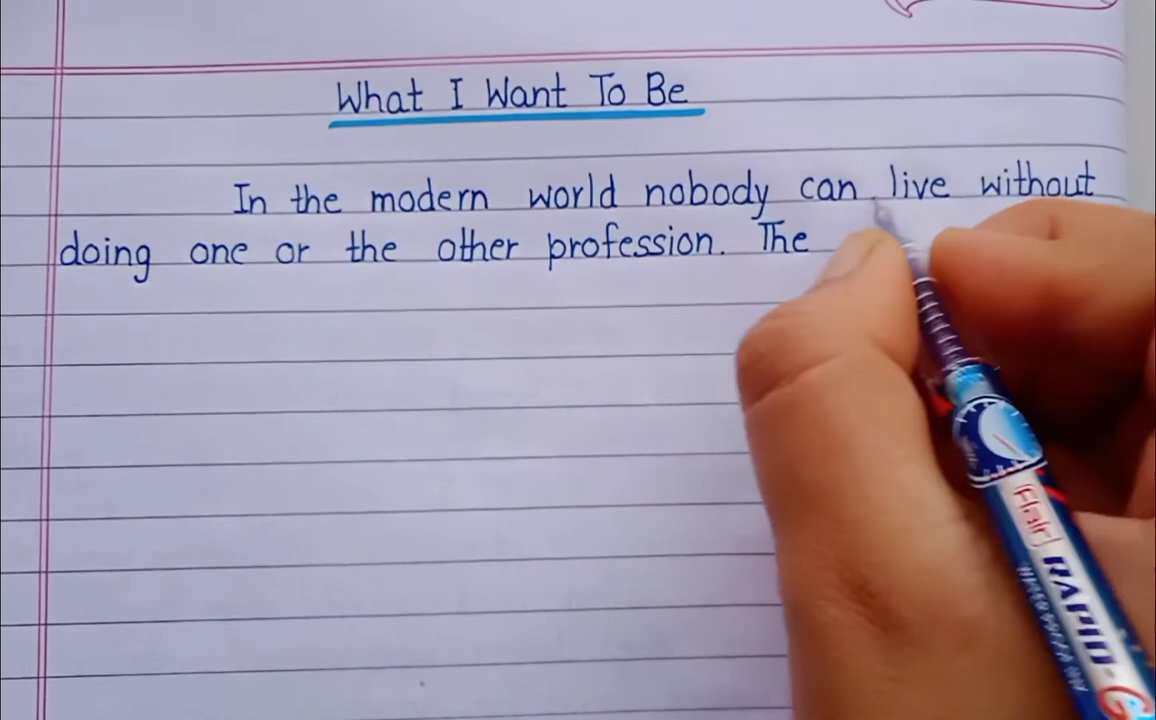 What I Want To Be
In the modern world nobody can live without
doing one or the other profession. The
Flair
RAPID-G